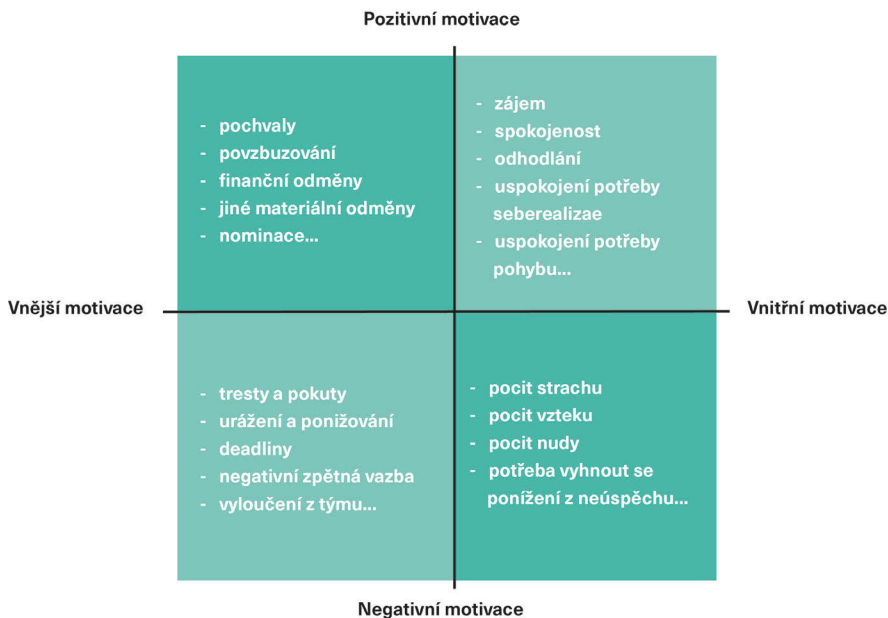 Pozitivní motivace
- pochvaly
- povzbuzování
- finanční odměny
- jiné materiální odměny
- nominace...
- zájem
- spokojenost
- odhodlání
- uspokojení potřeby
seberealizae
- uspokojení potřeby
pohybu...
Vnější motivace
Vnitřní motivace
- tresty a pokuty
- urážení a ponižování
- deadliny
- negativní zpětná vazba
- vyloučení z týmu...
- pocit strachu
- pocit vzteku
- pocit nudy
- potřeba vyhnout se
ponížení z neúspěchu...
Negativní motivace